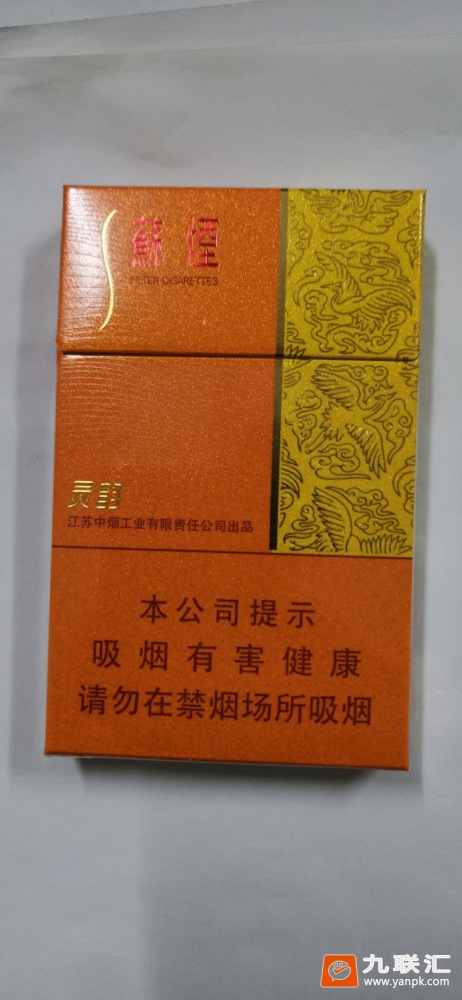 蘇煙
FILTER CIGARETTES
灵韵
江苏中烟工业有限责任公司出品
本公司提示
吸烟有害健康
请勿在禁烟场所吸烟
九联汇
www.yanpk.com